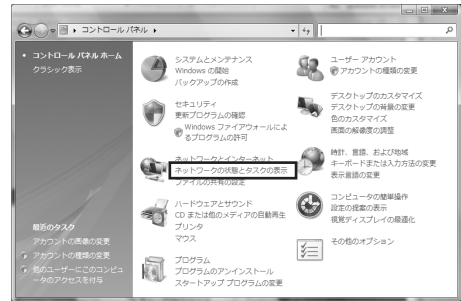 コントロール パネル
コントロール パネル ホーム
クラシック表示
システムとメンテナンス
Windows の開始
バックアップの作成
セキュリティ
更新プログラムの確認
Windows ファイアウォールによ
るプログラムの許可
ネットワークとインターネット
ネットワークの状態とタスクの表示
ファイルの共有の設定
ハードウェアとサウンド
CD または他のメディアの自動再生
プリンタ
マウス
プログラム
プログラムのアンインストール
スタートアップ プログラムの変更
ユーザー アカウント
アカウントの種類の変更
デスクトップのカスタマイズ
デスクトップの背景の変更
色のカスタマイズ
画面の解像度の調整
時計、言語、および地域
キーボードまたは入力方法の変更
表示言語の変更
コンピュータの簡単操作
設定の提案の表示
視覚ディスプレイの最適化
その他のオプション
最近のタスク
アカウントの画像の変更
アカウントの種類の変更
他のユーザーにこのコンピュ
ータのアクセスを付与